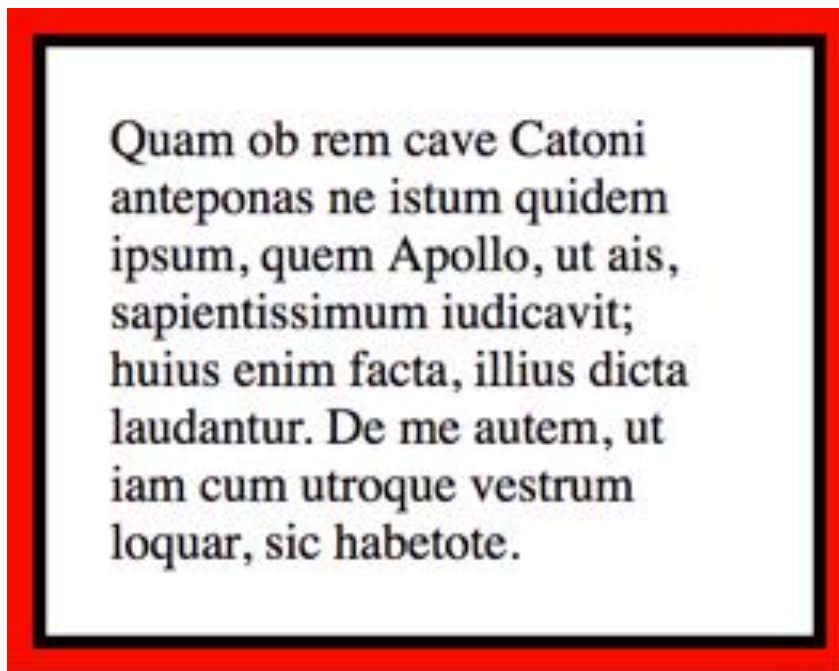 Quam ob rem cave Catoni
anteponas ne istum quidem
ipsum, quem Apollo, ut ais,
sapientissimum iudicavit;
huius enim facta, illius dicta
laudantur. De me autem, ut
iam cum utroque vestrum
loquar, sic habetote.